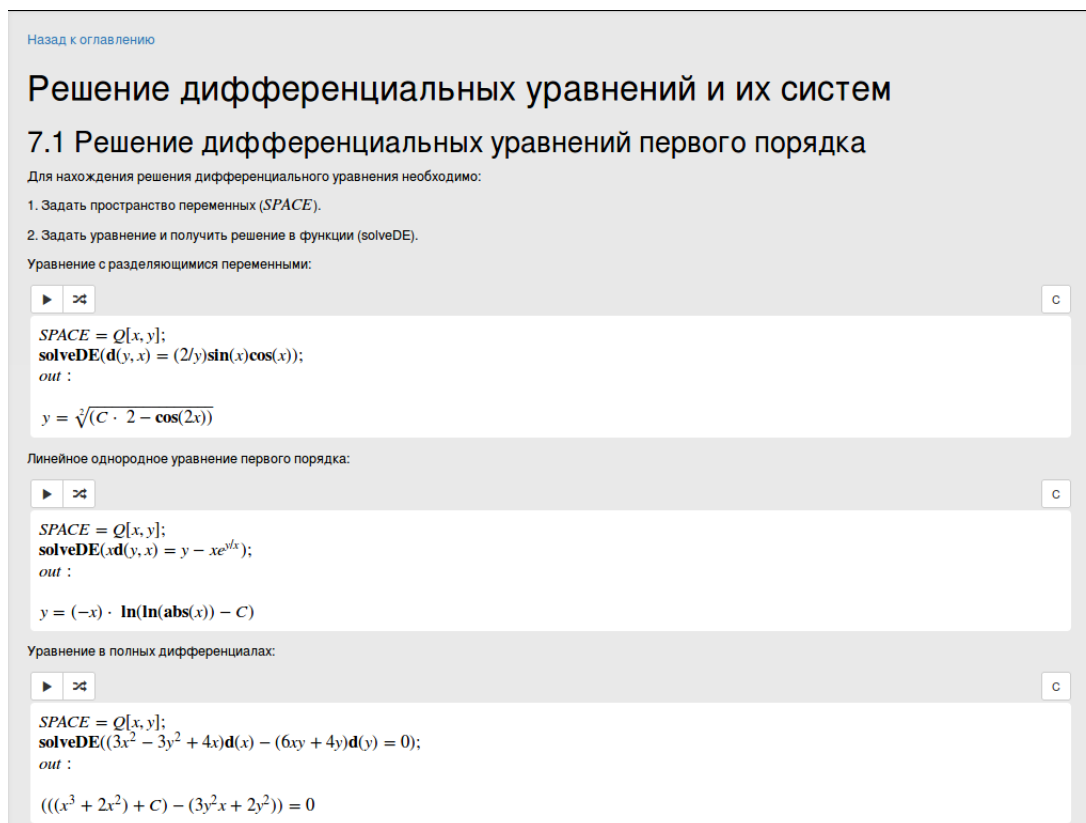 Назад к оглавлению
Решение дифференциальных уравнений и их систем
7.1 Решение дифференциальных уравнений первого порядка
Для нахождения решения дифференциального уравнения необходимо:
1. Задать пространство переменных (SPACE).
2. Задать уравнение и получить решение в функции (solveDE).
Уравнение с разделяющимися переменными:
C
SPACE = Q[x, y];
solveDE(d(y, x) = (2/y)sin(x)cos(x));
out :
y = \sqrt[2]{(C · 2 − cos(2x))}
Линейное однородное уравнение первого порядка:
C
SPACE = Q[x, y];
solveDE(xd(y, x) = y − xe^{y/x});
out :
y = (−x) · ln(ln(abs(x)) − C)
Уравнение в полных дифференциалах:
C
SPACE = Q[x, y];
solveDE((3x² − 3y² + 4x)d(x) − (6xy + 4y)d(y) = 0);
out :
(((x³ + 2x²) + C) − (3y²x + 2y²)) = 0